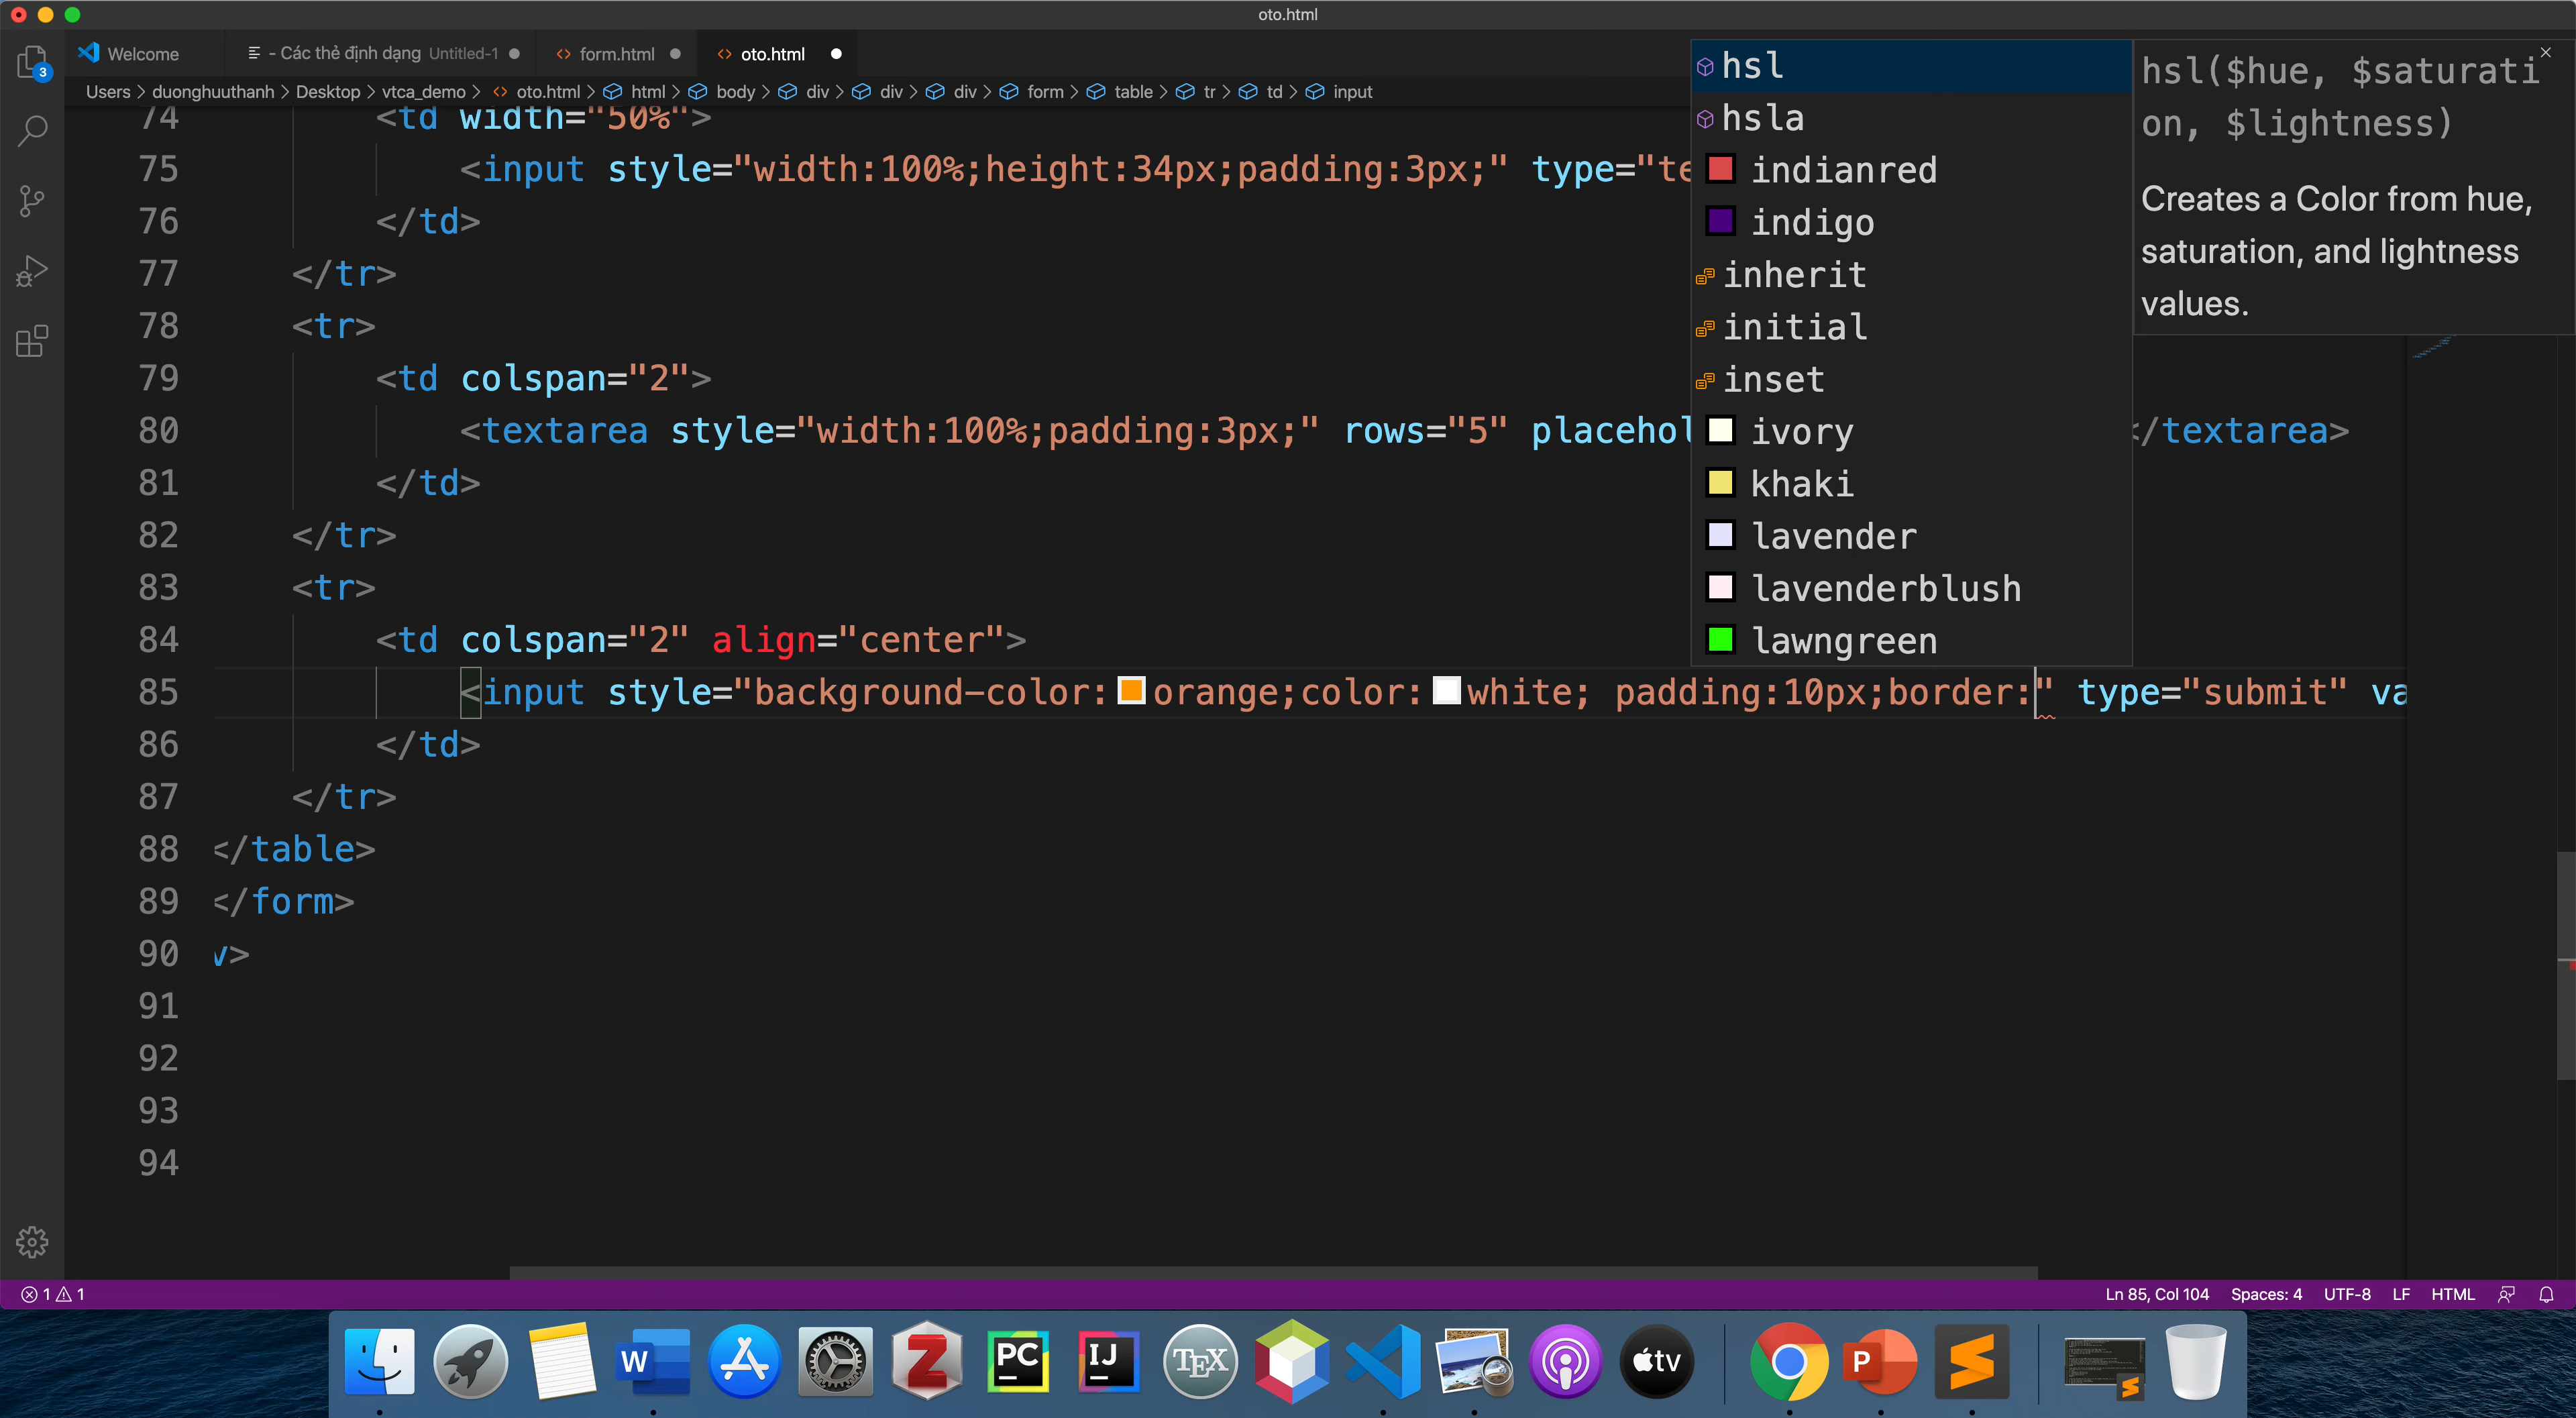 oto.html
Welcome
- Các thẻ định dạng Untitled-1
form.html
oto.html
Users > duonghuuthanh > Desktop > vtca_demo > oto.html > html > body > div > div > div > form > table > tr > td > input
3
74 <td width="50%">
75 <input style="width:100%;height:34px;padding:3px;" type="te
76 </td>
77 </tr>
78 <tr>
79 <td colspan="2">
80 <textarea style="width:100%;padding:3px;" rows="5" placehol </textarea>
81 </td>
82 </tr>
83 <tr>
84 <td colspan="2" align="center">
85 <input style="background-color:orange;color:white; padding:10px;border:" type="submit" va
86 </td>
87 </tr>
88 </table>
89 </form>
90 v>
91
92
93
94
hsl
hsla
indianred
indigo
inherit
initial
inset
ivory
khaki
lavender
lavenderblush
lawngreen
hsl($hue, $saturati
on, $lightness)
Creates a Color from hue,
saturation, and lightness
values.
1 1
Ln 85, Col 104 Spaces: 4 UTF-8 LF HTML
W
Z
PC
IJ
TEX
tv
P